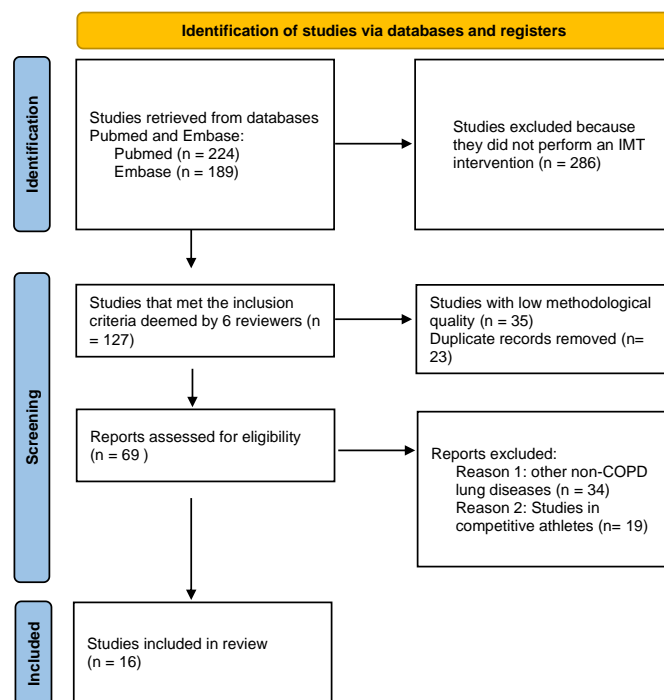 Identification of studies via databases and registers
Identification
Studies retrieved from databases
Pubmed and Embase:
Pubmed (n = 224)
Embase (n = 189)
Studies excluded because
they did not perform an IMT
intervention (n = 286)
Screening
Studies that met the inclusion
criteria deemed by 6 reviewers (n
= 127)
Studies with low methodological
quality (n = 35)
Duplicate records removed (n=
23)
Reports assessed for eligibility
(n = 69 )
Reports excluded:
Reason 1: other non-COPD
lung diseases (n = 34)
Reason 2: Studies in
competitive athletes (n= 19)
Included
Studies included in review
(n = 16)